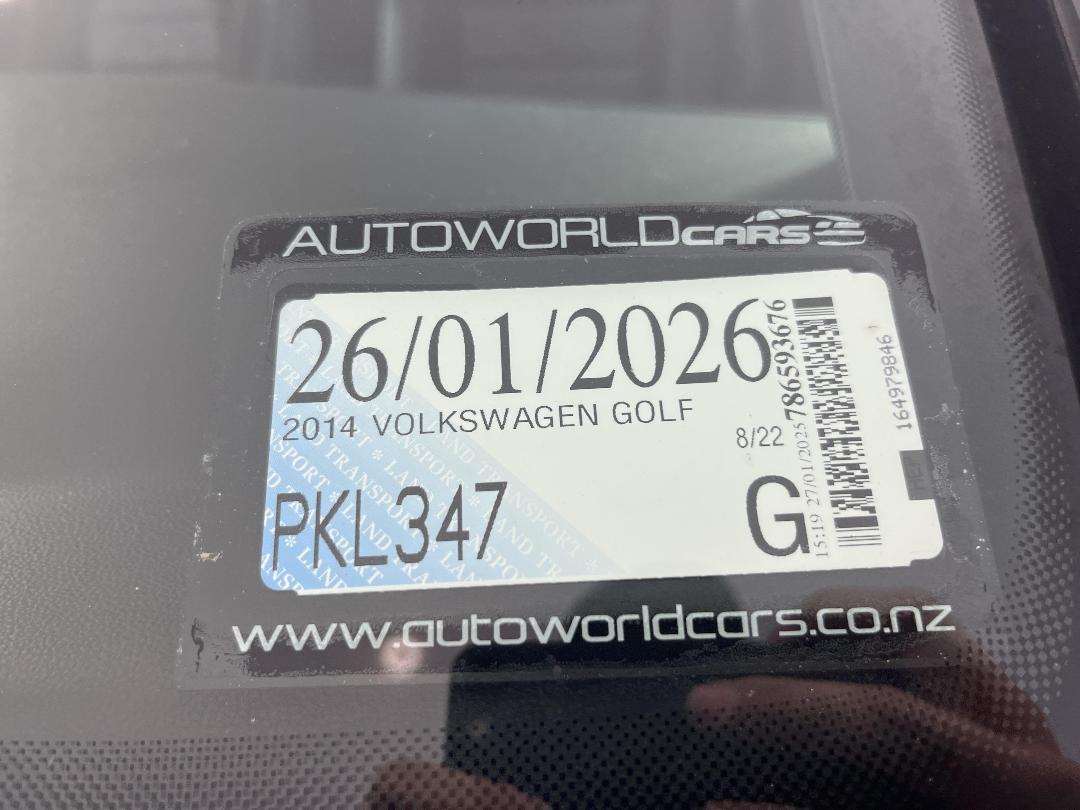 AUTOWORLDCARS
26/01/2026
2014 VOLKSWAGEN GOLF
8/22
PKL347
G
15:19 27/01/2025 786593676
164979846
www.autoworldcars.co.nz